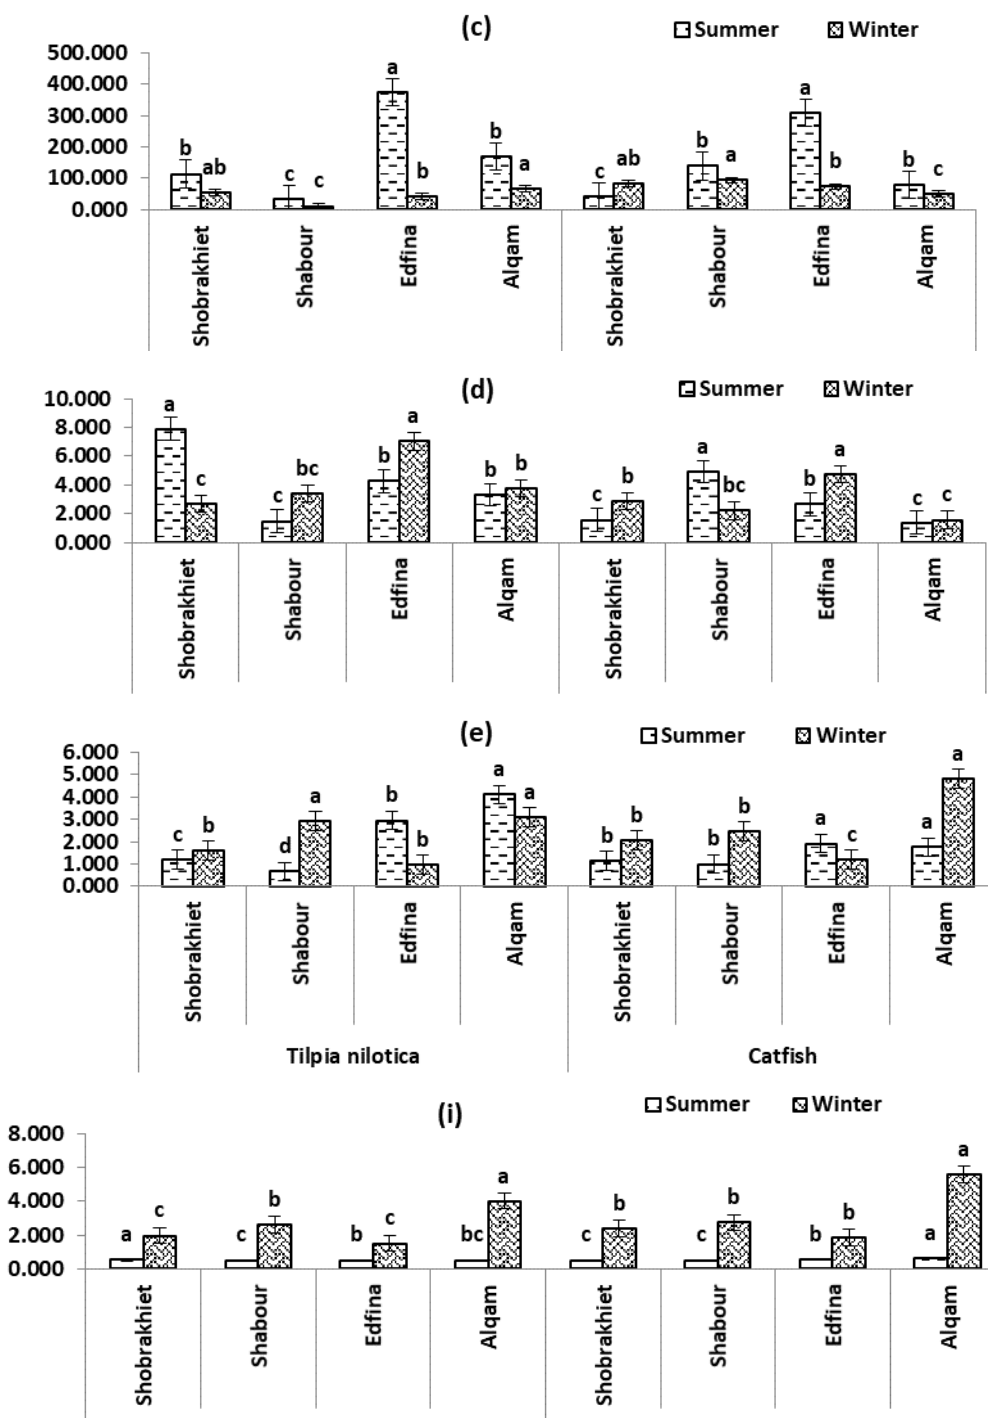 (c)
Summer Winter
500.000
400.000
300.000
200.000
100.000
0.000
b ab c c a b b a c ab b a a b b c
Shobrakhiet Shabour Edfina Alqam Shobrakhiet Shabour Edfina Alqam
(d)
Summer Winter
10.000
8.000
6.000
4.000
2.000
0.000
a c c bc b a b b c b a bc b a c c
Shobrakhiet Shabour Edfina Alqam Shobrakhiet Shabour Edfina Alqam
(e)
Summer Winter
6.000
5.000
4.000
3.000
2.000
1.000
0.000
c b d a b b a a b b b b a c a a
Shobrakhiet Shabour Edfina Alqam Shobrakhiet Shabour Edfina Alqam
Tilpia nilotica Catfish
(i)
Summer Winter
8.000
6.000
4.000
2.000
0.000
a c c b b c bc a c b c b b b a a
Shobrakhiet Shabour Edfina Alqam Shobrakhiet Shabour Edfina Alqam